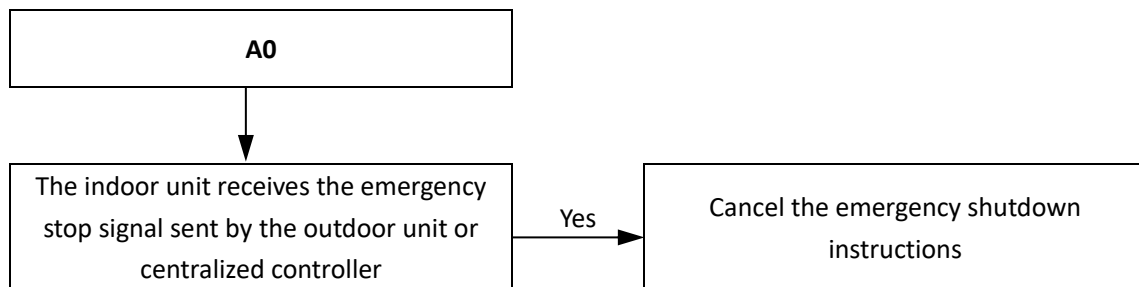 A0
The indoor unit receives the emergency
stop signal sent by the outdoor unit or
centralized controller
Yes
Cancel the emergency shutdown
instructions